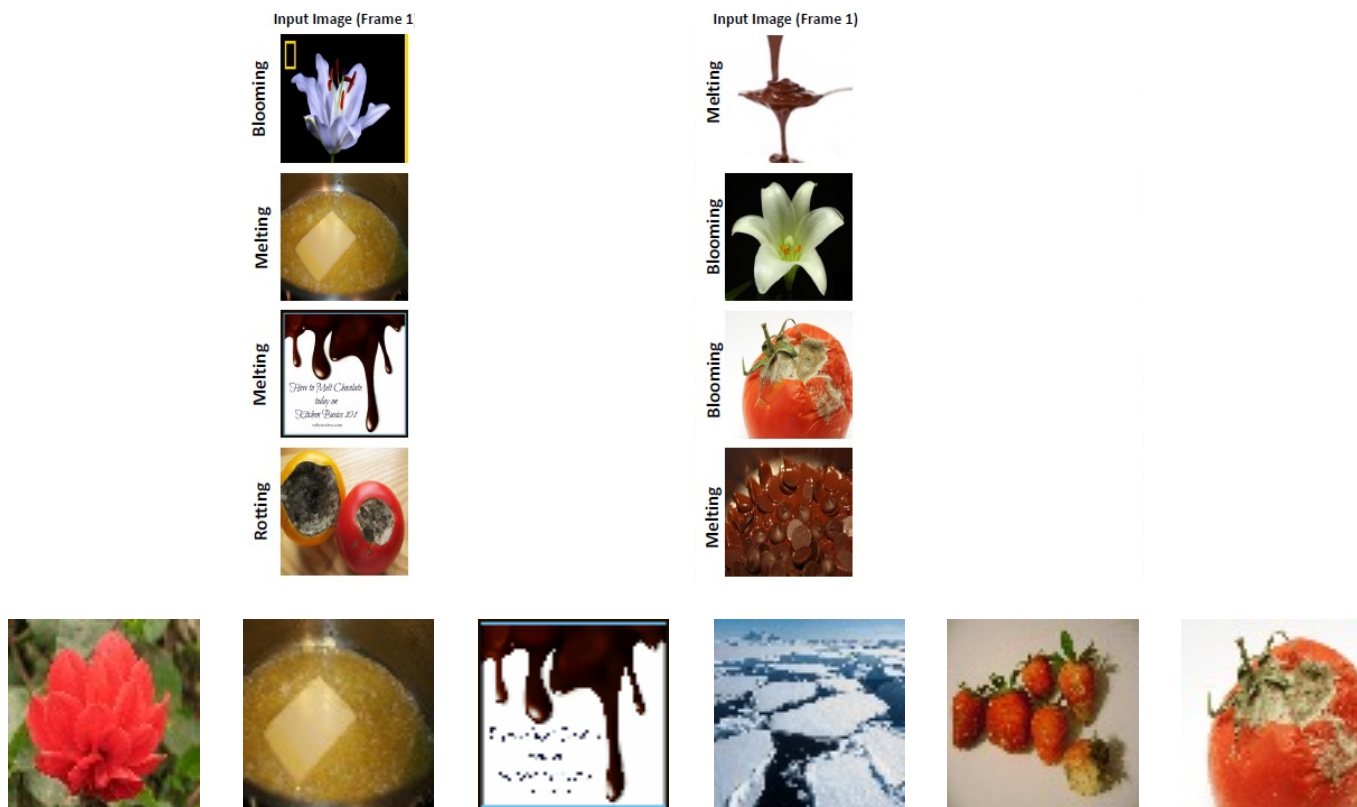 Input Image (Frame 1
Blooming
Melting
Melting
How to Melt Chocolate
today on
Kitchen Basics 101
Rotting
Input Image (Frame 1)
Melting
Blooming
Blooming
Melting